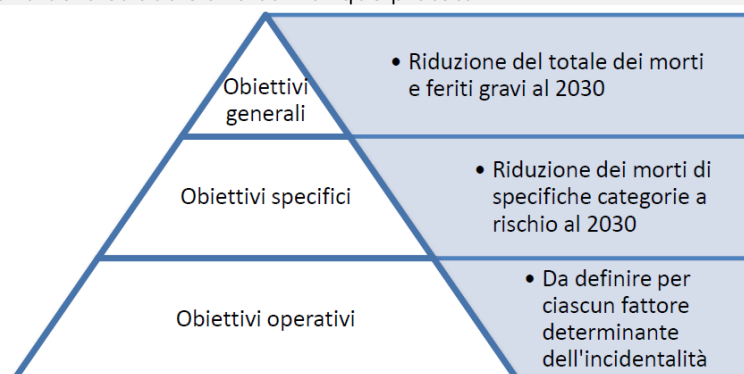 Obiettivi
generali
• Riduzione del totale dei morti
e feriti gravi al 2030
Obiettivi specifici
• Riduzione dei morti di
specifiche categorie a
rischio al 2030
Obiettivi operativi
• Da definire per
ciascun fattore
determinante
dell'incidentalità